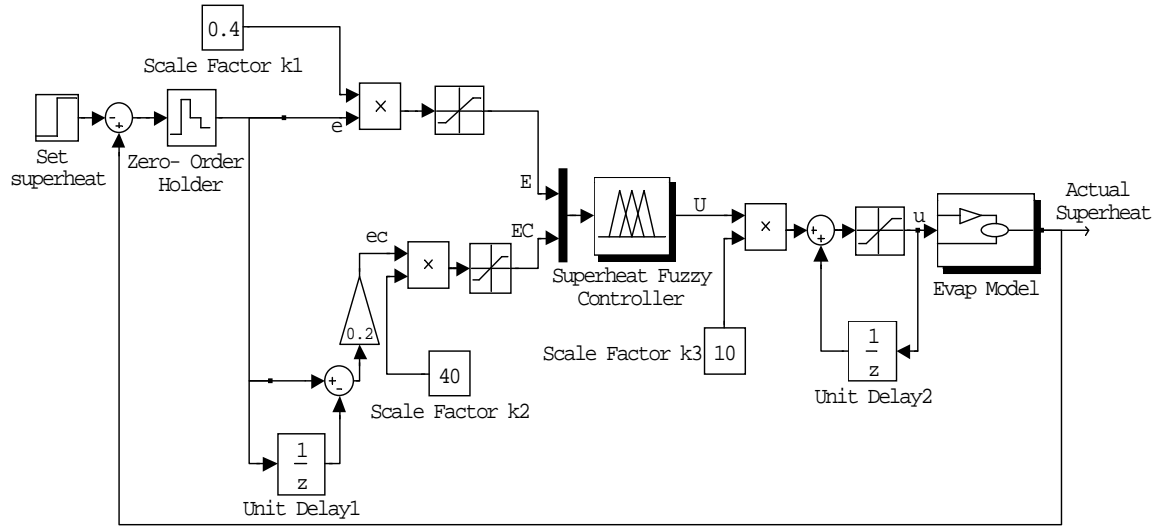 0.4
Scale Factor k1
×
e
Set
superheat
-
+
Zero- Order
Holder
E
EC
ec
×
0.2
+
-
40
Scale Factor k2
1
z
Unit Delay1
Superheat Fuzzy
Controller
U
×
Scale Factor k3
10
+
+
u
1
z
Unit Delay2
Evap Model
Actual
Superheat